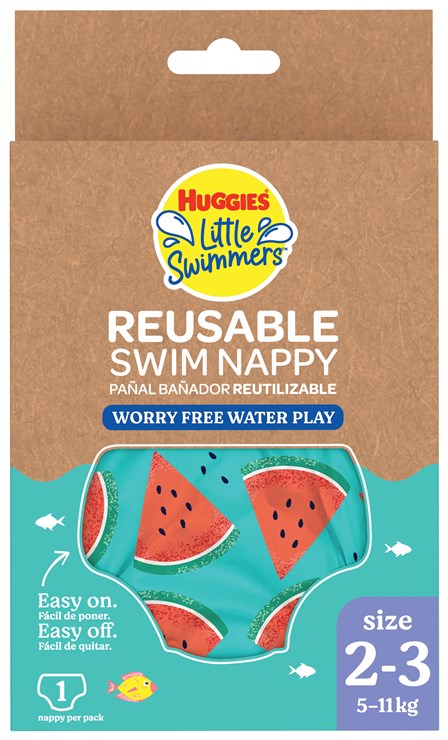 HUGGIES
Little
Swimmers™
REUSABLE
SWIM NAPPY
PAÑAL BAÑADOR REUTILIZABLE
WORRY FREE WATER PLAY
Easy on.
Fácil de poner.
Easy off.
Fácil de quitar.
1
nappy per pack
size
2-3
5-11kg